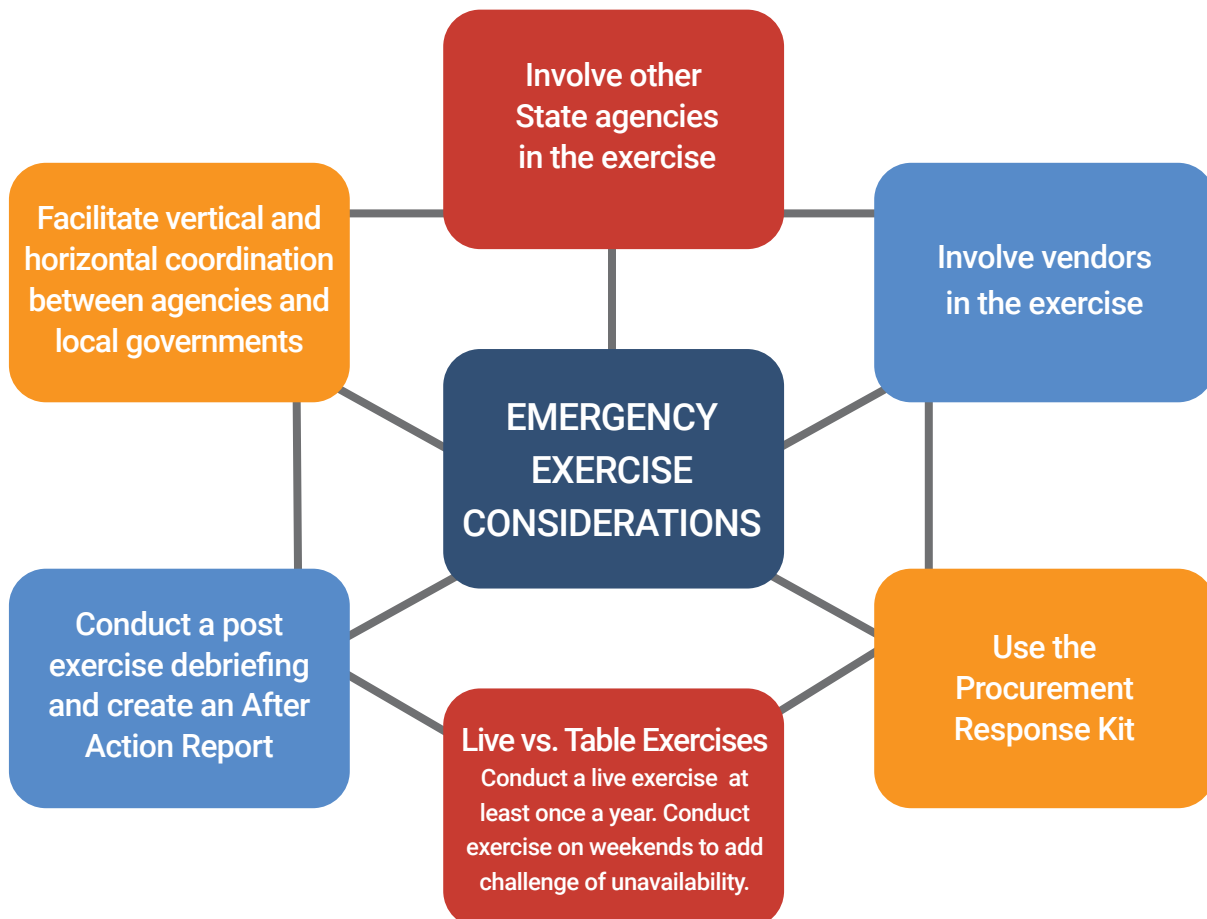 Involve other
State agencies
in the exercise
Facilitate vertical and
horizontal coordination
between agencies and
local governments
Involve vendors
in the exercise
EMERGENCY
EXERCISE
CONSIDERATIONS
Conduct a post
exercise debriefing
and create an After
Action Report
Live vs. Table Exercises
Conduct a live exercise at
least once a year. Conduct
exercise on weekends to add
challenge of unavailability.
Use the
Procurement
Response Kit